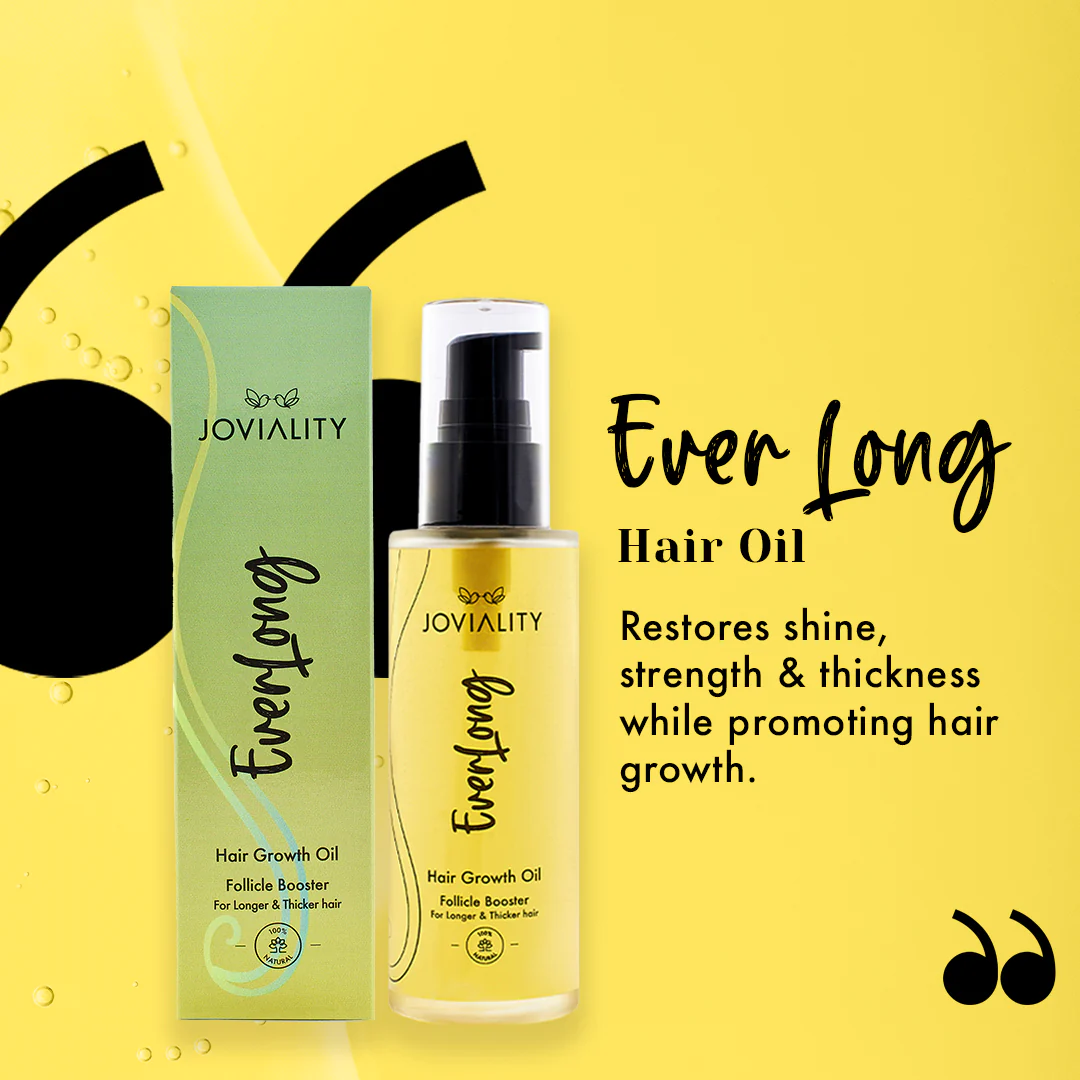 JOVIALITY
EverLong
Hair Growth Oil
Follicle Booster
For Longer & Thicker hair
100%
NATURAL
JOVIALITY
EverLong
Hair Growth Oil
Follicle Booster
For Longer & Thicker hair
100%
NATURAL
Ever Long
Hair Oil
Restores shine,
strength & thickness
while promoting hair
growth.